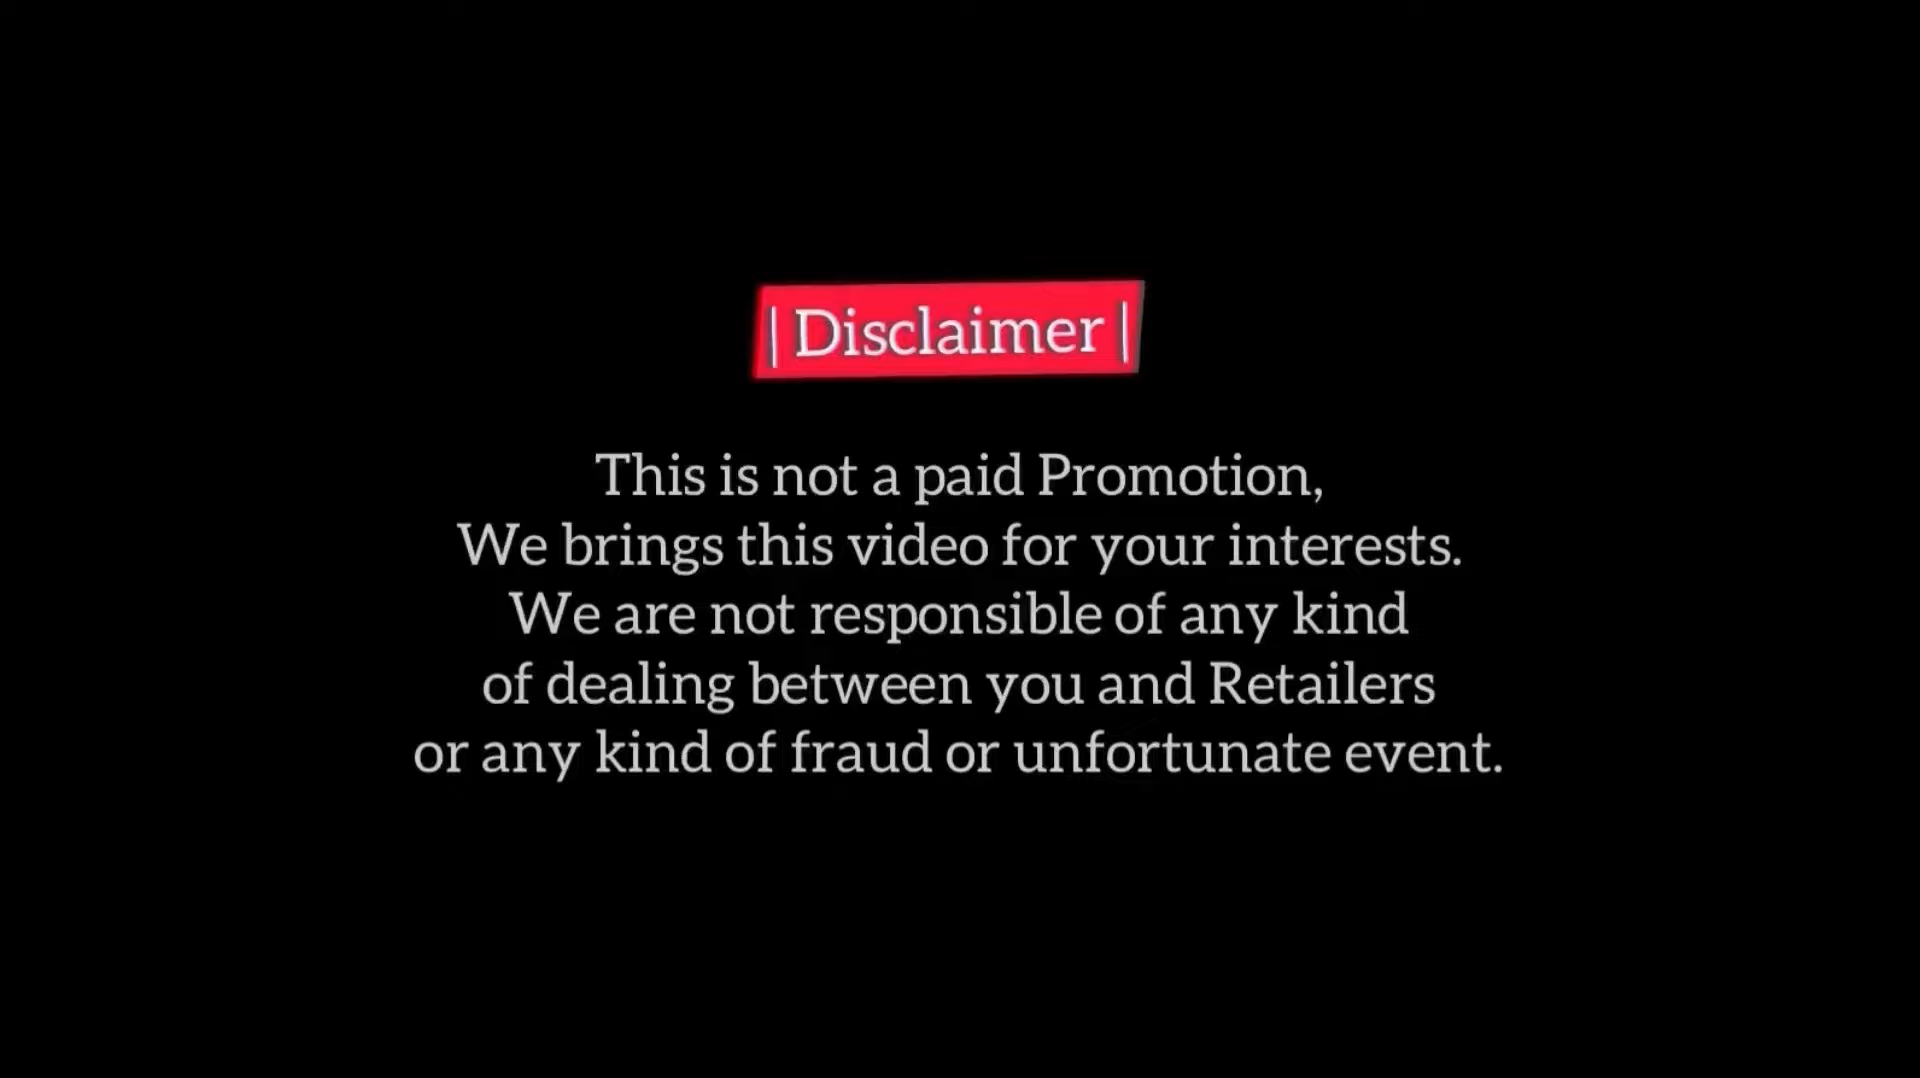 | Disclaimer |
This is not a paid Promotion,
We brings this video for your interests.
We are not responsible of any kind
of dealing between you and Retailers
or any kind of fraud or unfortunate event.